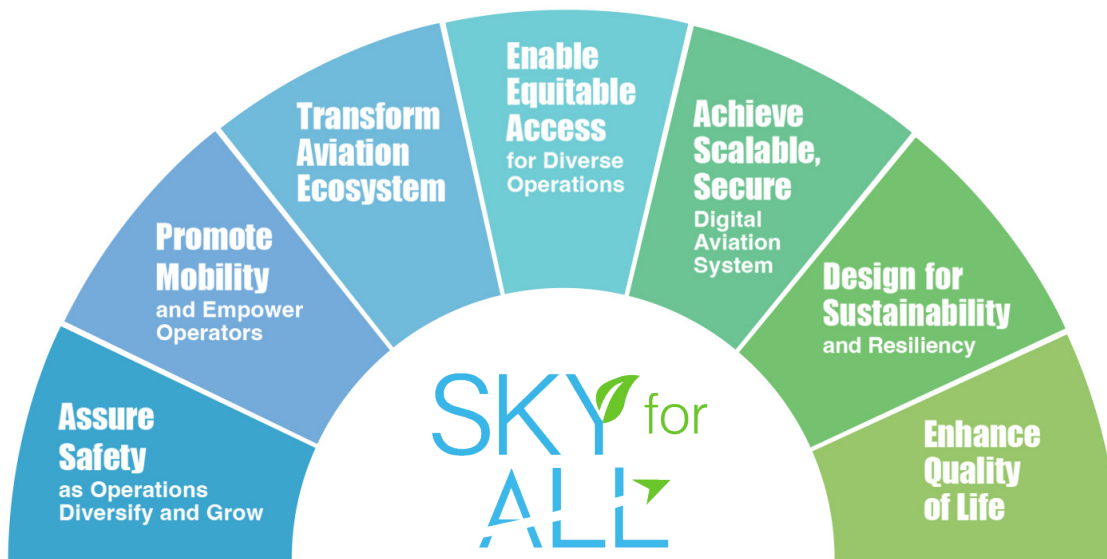 Assure
Safety
as Operations
Diversify and Grow
Promote
Mobility
and Empower
Operators
Transform
Aviation
Ecosystem
Enable
Equitable
Access
for Diverse
Operations
Achieve
Scalable,
Secure
Digital
Aviation
System
Design for
Sustainability
and Resiliency
Enhance
Quality
of Life
SKY for
ALL